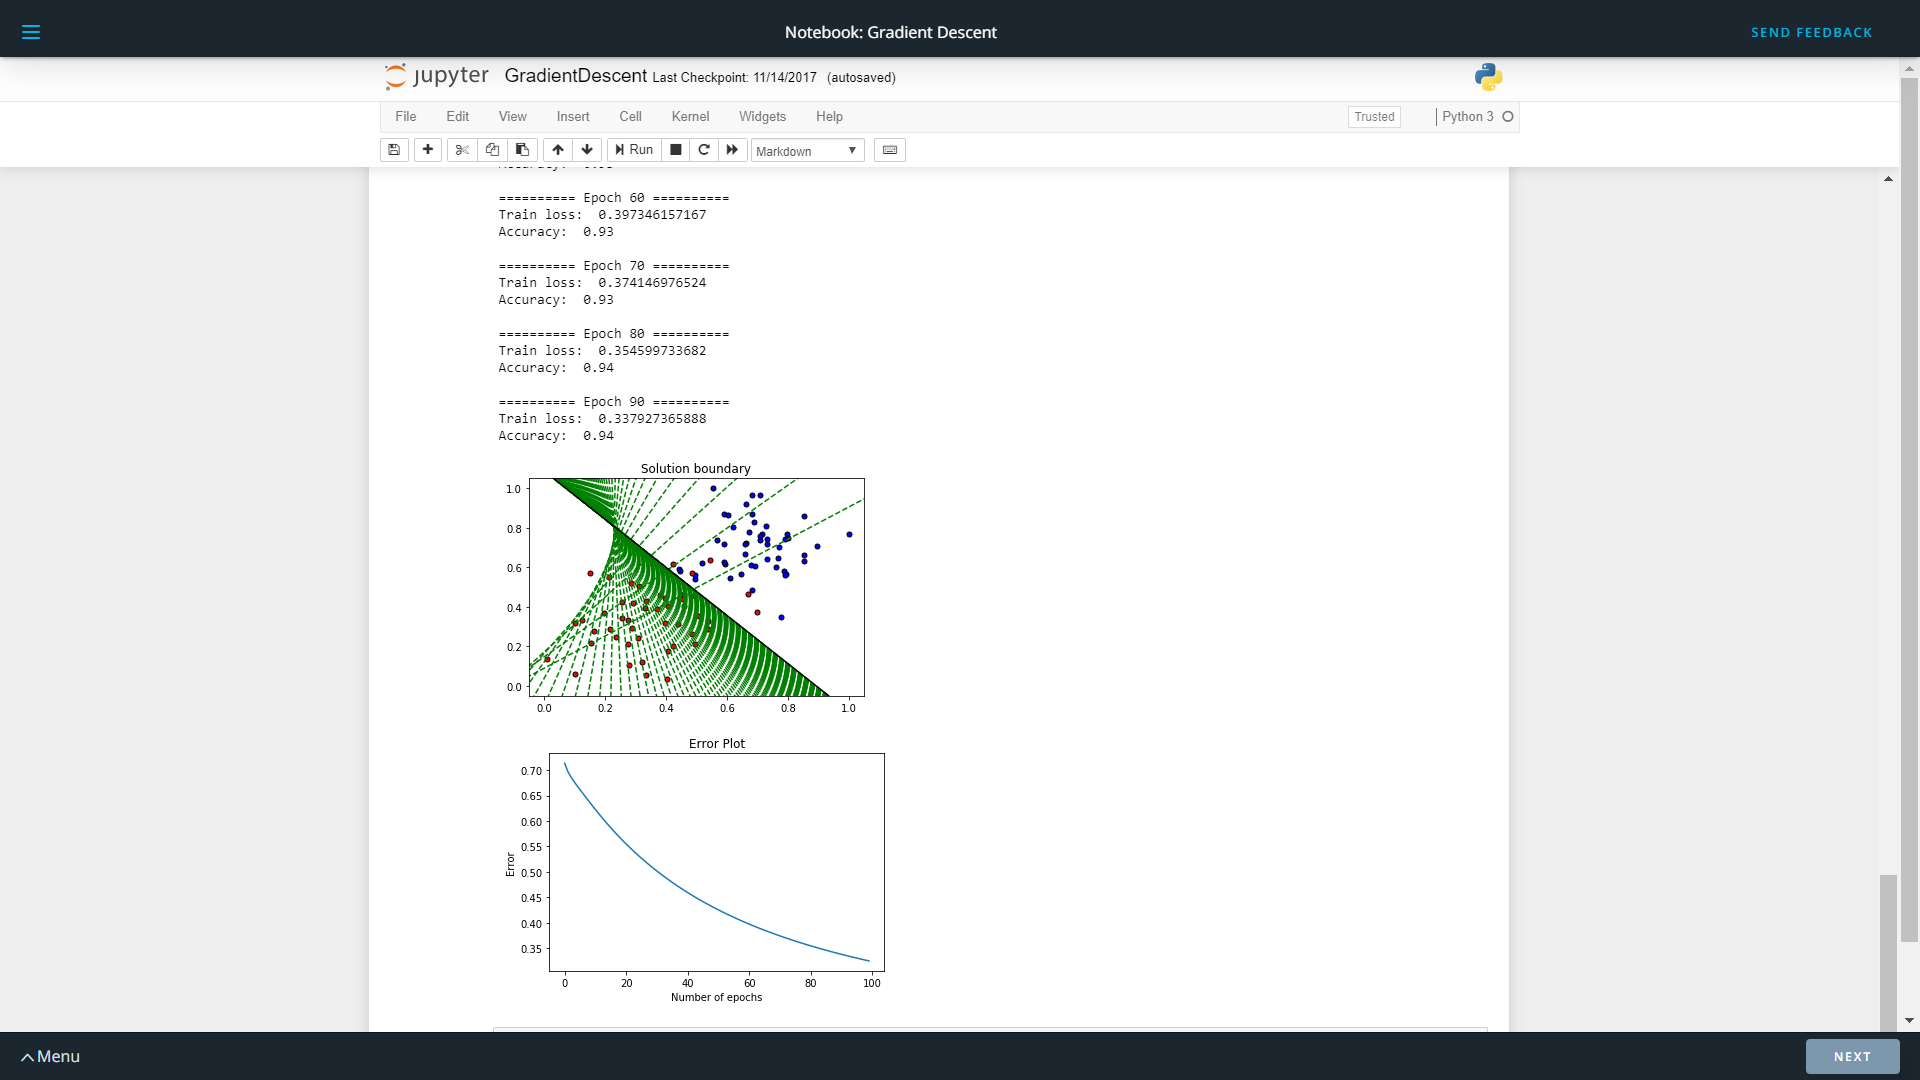 Notebook: Gradient Descent
SEND FEEDBACK
jupyter GradientDescent Last Checkpoint: 11/14/2017 (autosaved)
File Edit View Insert Cell Kernel Widgets Help Trusted Python 3
Run Markdown
========== Epoch 60 ==========
Train loss:  0.397346157167
Accuracy:  0.93
========== Epoch 70 ==========
Train loss:  0.374146976524
Accuracy:  0.93
========== Epoch 80 ==========
Train loss:  0.354599733682
Accuracy:  0.94
========== Epoch 90 ==========
Train loss:  0.337927365888
Accuracy:  0.94
Solution boundary
1.0
0.8
0.6
0.4
0.2
0.0
0.0 0.2 0.4 0.6 0.8 1.0
Error Plot
0.70
0.65
0.60
0.55
0.50
0.45
0.40
0.35
Error
0 20 40 60 80 100
Number of epochs
Menu
NEXT